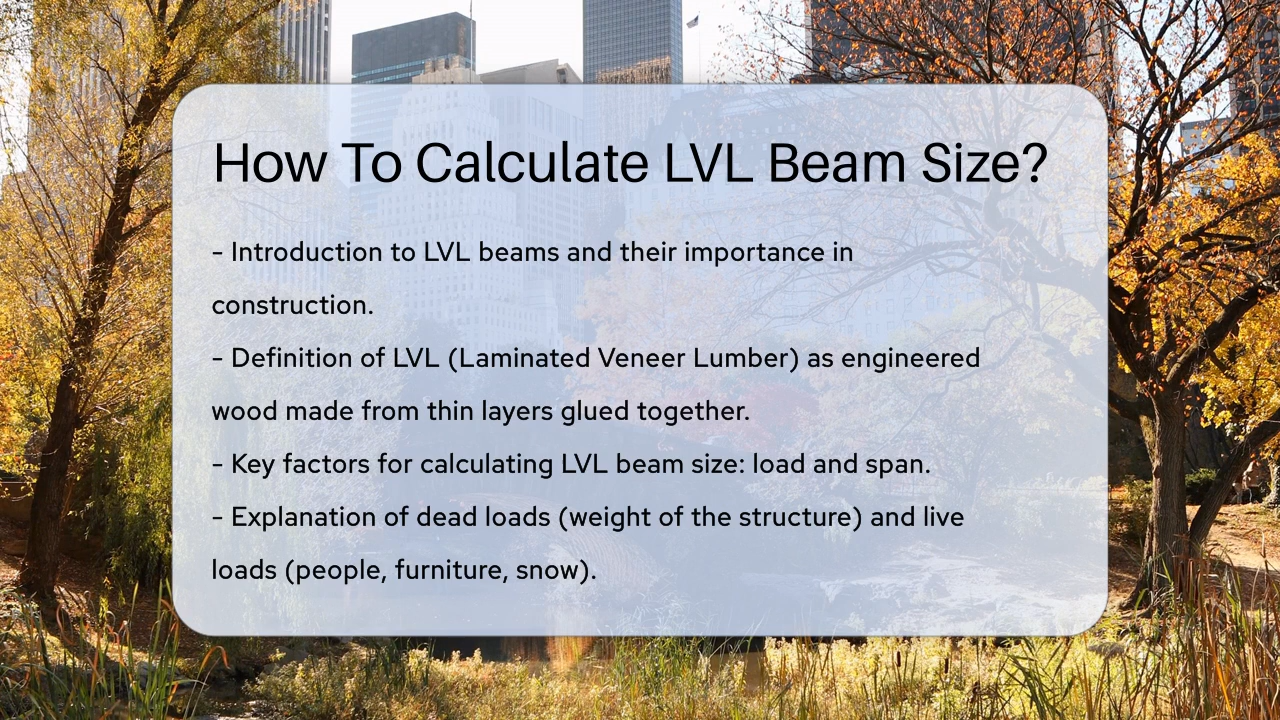 How To Calculate LVL Beam Size?
– Introduction to LVL beams and their importance in
construction.
– Definition of LVL (Laminated Veneer Lumber) as engineered
wood made from thin layers glued together.
– Key factors for calculating LVL beam size: load and span.
– Explanation of dead loads (weight of the structure) and live
loads (people, furniture, snow).